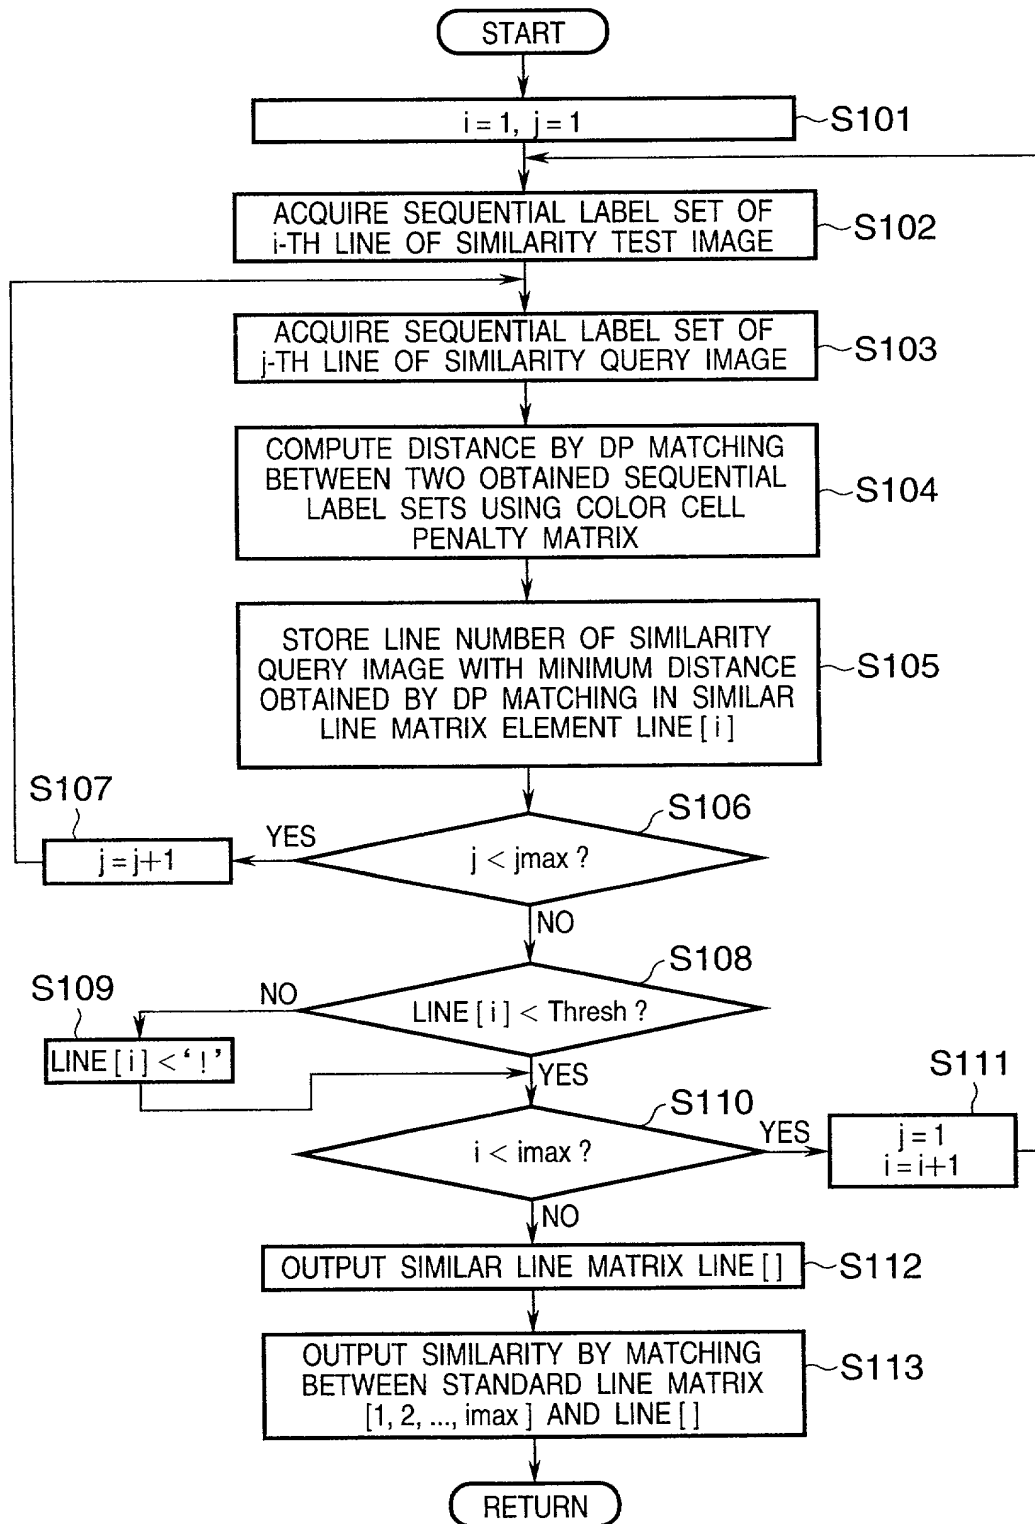 START
i = 1, j = 1
S101
ACQUIRE SEQUENTIAL LABEL SET OF
i-TH LINE OF SIMILARITY TEST IMAGE
S102
ACQUIRE SEQUENTIAL LABEL SET OF
j-TH LINE OF SIMILARITY QUERY IMAGE
S103
COMPUTE DISTANCE BY DP MATCHING
BETWEEN TWO OBTAINED SEQUENTIAL
LABEL SETS USING COLOR CELL
PENALTY MATRIX
S104
STORE LINE NUMBER OF SIMILARITY
QUERY IMAGE WITH MINIMUM DISTANCE
OBTAINED BY DP MATCHING IN SIMILAR
LINE MATRIX ELEMENT LINE [ i ]
S105
S106
j < jmax ?
YES
S107
j = j+1
NO
S108
LINE [ i ] < Thresh ?
NO
S109
LINE [ i ] < ‘ ! ’
YES
S110
i < imax ?
YES
S111
j = 1
i = i+1
NO
OUTPUT SIMILAR LINE MATRIX LINE [ ]
S112
OUTPUT SIMILARITY BY MATCHING
BETWEEN STANDARD LINE MATRIX
[1, 2, ..., imax ] AND LINE [ ]
S113
RETURN